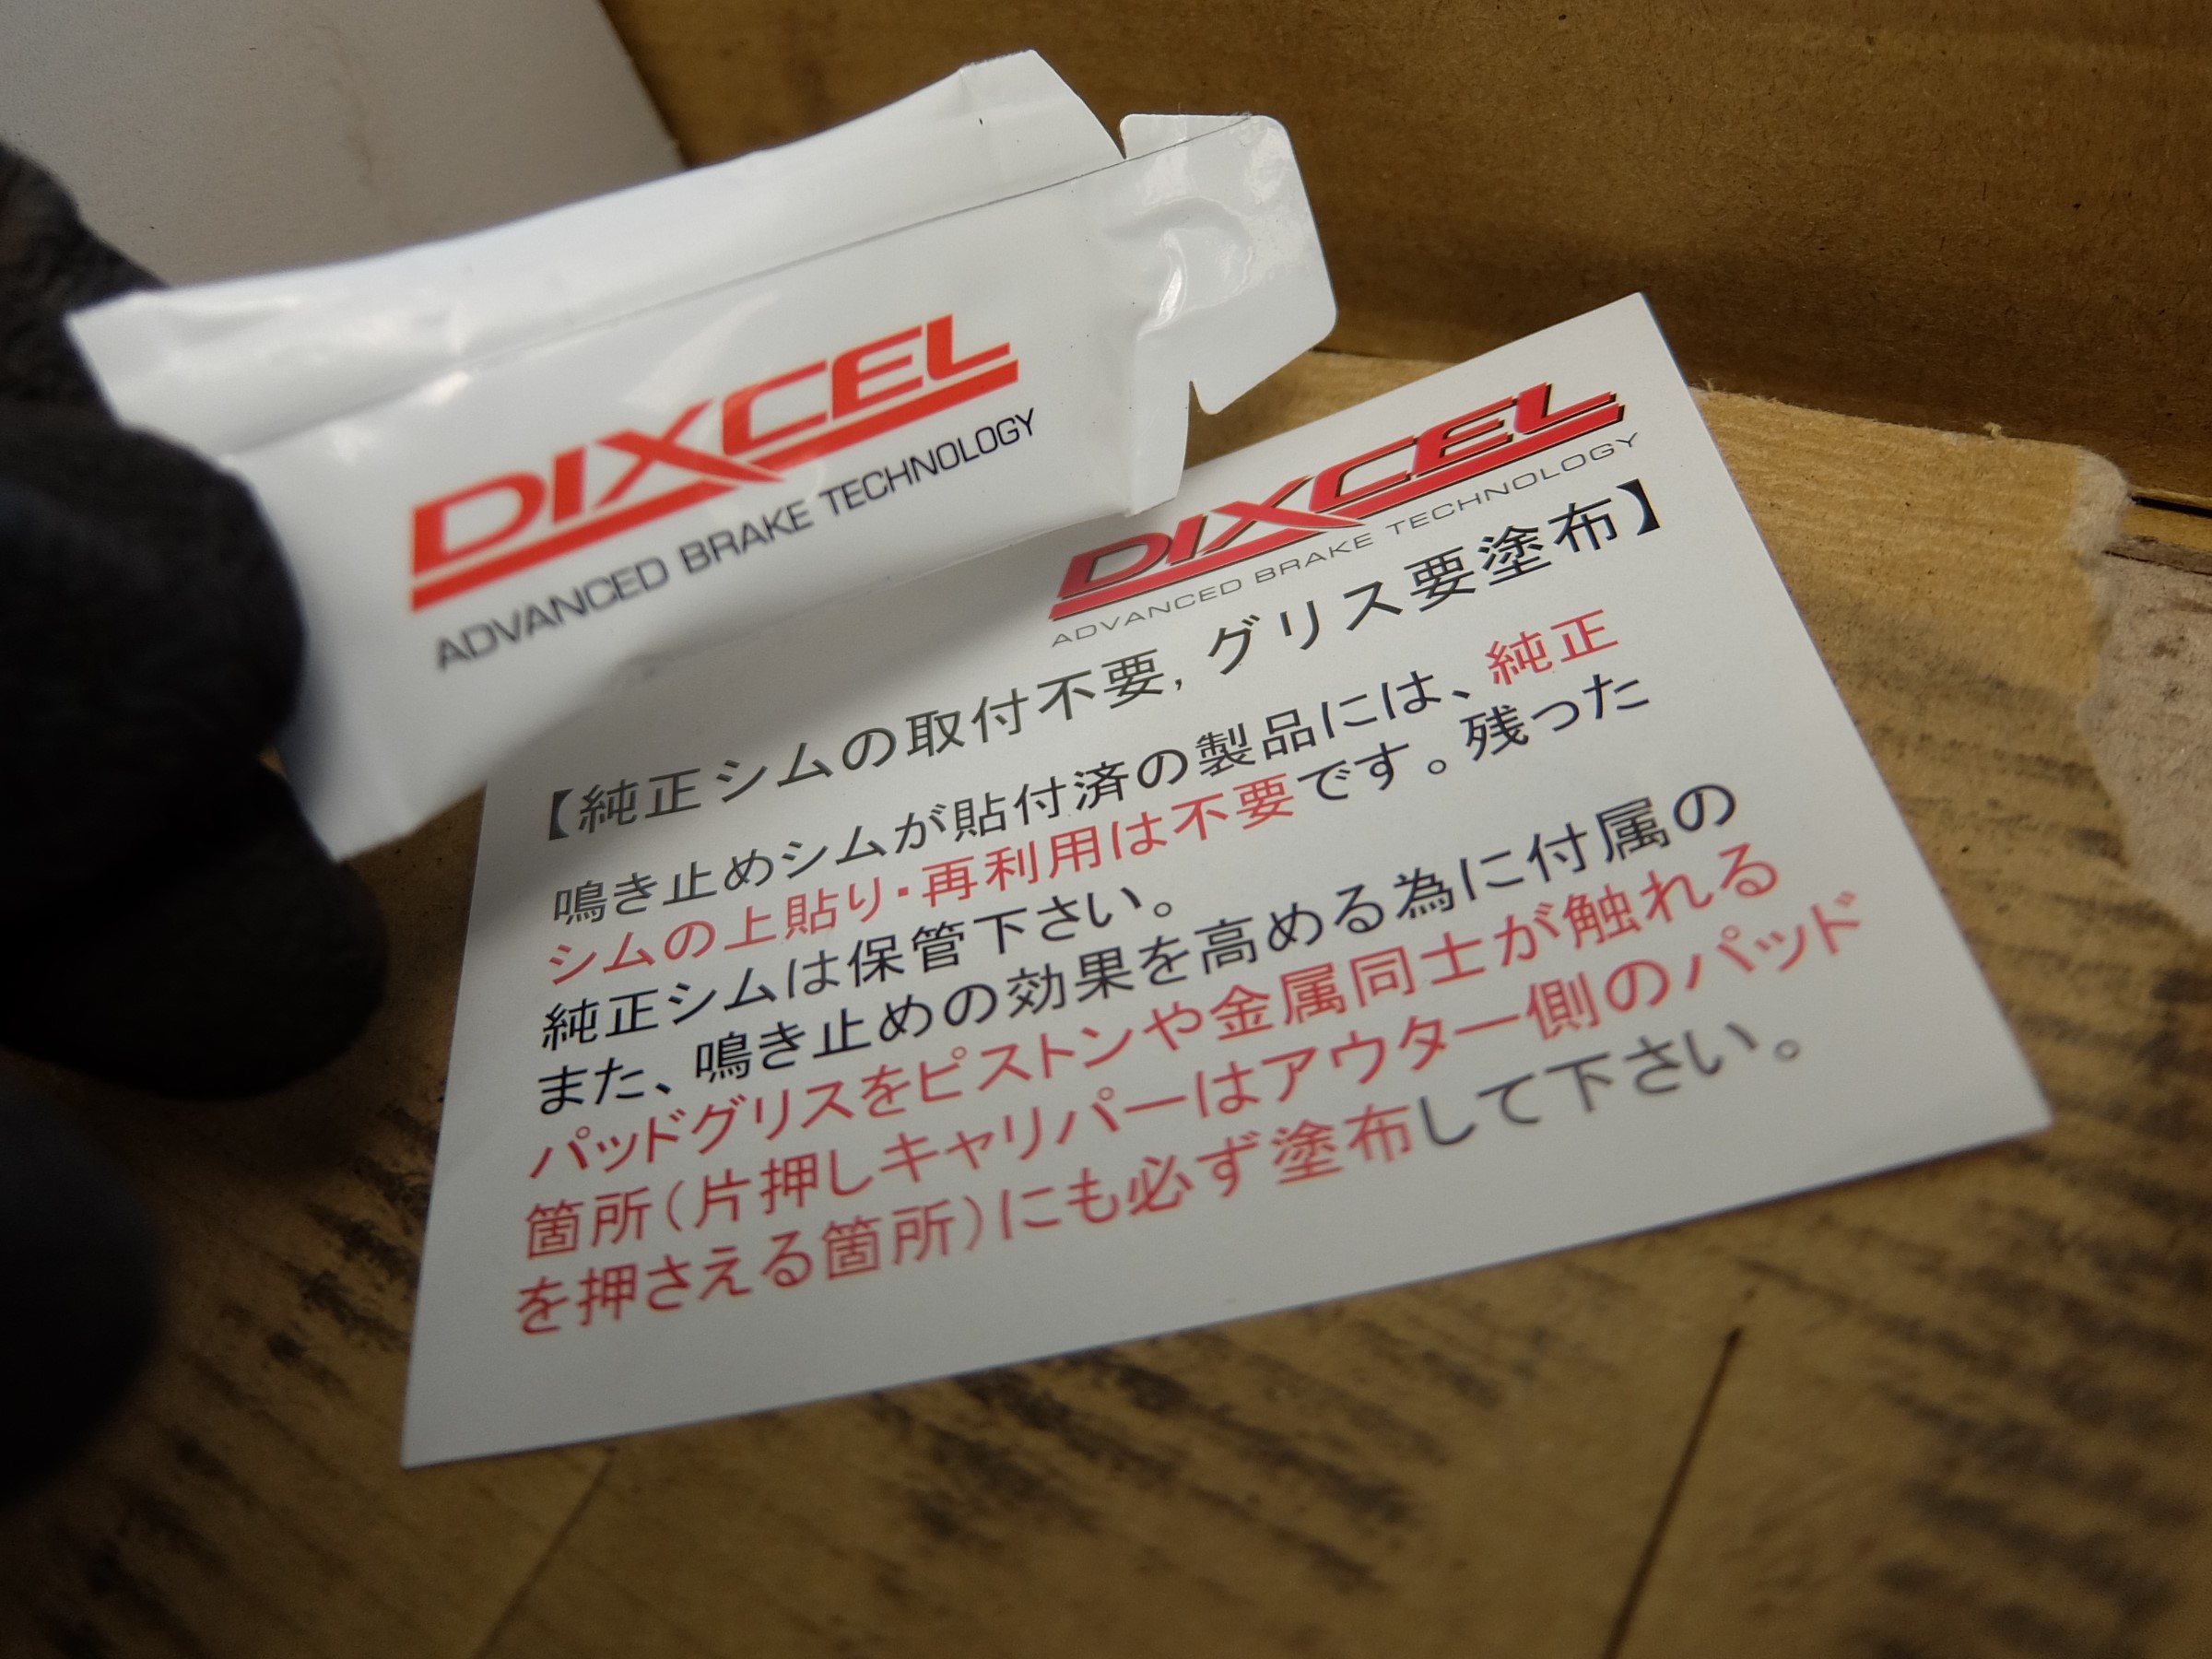 DIXCEL
ADVANCED BRAKE TECHNOLOGY
DIXCEL
ADVANCED BRAKE TECHNOLOGY
【純正シムの取付不要, グリス要塗布】
鳴き止めシムが貼付済の製品には、純正
シムの上貼り・再利用は不要です。残った
純正シムは保管下さい。
また、鳴き止めの効果を高める為に付属の
パッドグリスをピストンや金属同士が触れる
箇所(片押しキャリパーはアウター側のパッド
を押さえる箇所)にも必ず塗布して下さい。